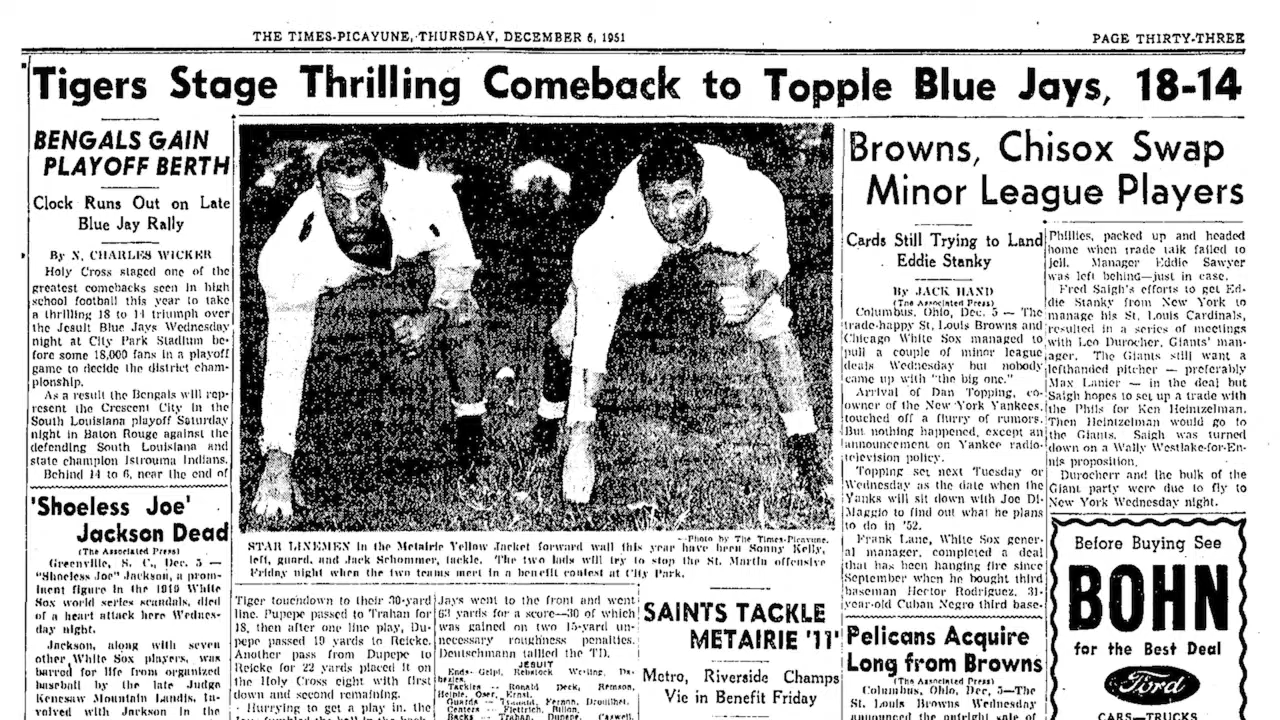 THE TIMES-PICAYUNE, THURSDAY, DECEMBER 6, 1951
PAGE THIRTY-THREE
Tigers Stage Thrilling Comeback to Topple Blue Jays, 18-14
BENGALS GAIN
PLAYOFF BERTH
Clock Runs Out on Late
Blue Jay Rally
By N. CHARLES WICKER
Holy Cross staged one of the
greatest comebacks seen in high
school football this year to take
a thrilling 18 to 14 triumph over
the Jesuit Blue Jays Wednesday
night at City Park Stadium be-
fore some 18,000 fans in a playoff
game to decide the district cham-
pionship.
As a result the Bengals will rep-
resent the Crescent City in the
South Louisiana playoff Saturday
night in Baton Rouge against the
defending South Louisiana and
state champion Istrouma Indians.
Behind 14 to 6, near the end of
'Shoeless Joe'
Jackson Dead
(The Associated Press)
Greenville, S. C., Dec. 5 —
"Shoeless Joe" Jackson, a prom-
inent figure in the 1919 White
Sox world series scandals, died
of a heart attack here Wednes-
day night.
Jackson, along with seven
other White Sox players, was
barred for life from organized
baseball by the late Judge
Kenesaw Mountain Landis. In-
volved with Jackson in the
—Photo by The Times-Picayune.
STAR LINEMEN in the Metairie Yellow Jacket forward wall this year have been Sonny Kelly,
left, guard, and Jack Schommer, tackle. The two lads will try to stop the St. Martin offensive
Friday night when the two teams meet in a benefit contest at City Park.
Tiger touchdown to their 30-yard
line. Pupepe passed to Trahan for
18, then after one line play, Du-
pepe passed 19 yards to Reicke.
Another pass from Dupepe to
Reicke for 22 yards placed it on
the Holy Cross eight with first
down and second remaining.
Hurrying to get a play in, the
Jays went to the front and went
63 yards for a score—30 of which
was gained on two 15-yard un-
necessary roughness penalties.
Deutschmann tallied the TD.
JESUIT
Ends— Gelpi, Rebstock
Tackles — Ronald Deck, Remson,
Oser, Ernst.
Guards — Fernon,
Centers —
Backs — Trahan, Dupepe, Caswell,
SAINTS TACKLE
METAIRIE '11'
Metro, Riverside Champs
Vie in Benefit Friday
Browns, Chisox Swap
Minor League Players
Cards Still Trying to Land
Eddie Stanky
By JACK HAND
(The Associated Press)
Columbus, Ohio, Dec. 5 — The
trade-happy St. Louis Browns and
Chicago White Sox managed to
pull a couple of minor league
deals Wednesday but nobody
came up with "the big one."
Arrival of Dan Topping, co-
owner of the New York Yankees,
touched off a flurry of rumors.
But nothing happened, except an
announcement on Yankee radio-
television policy.
Topping set next Tuesday or
Wednesday as the date when the
Yanks will sit down with Joe Di-
Maggio to find out what he plans
to do in '52.
Frank Lane, White Sox gener-
al manager, completed a deal
that has been hanging fire since
September when he bought third
baseman Hector Rodriguez, 31-
year-old Cuban Negro third base-
Pelicans Acquire
Long from Browns
(The Associated Press)
Columbus, Ohio, Dec. 5—The
St. Louis Browns Wednesday
announced the outright sale of
Phillies, packed up and headed
home when trade talk failed to
jell. Manager Eddie Sawyer
was left behind—just in case.
Fred Saigh's efforts to get Ed-
die Stanky from New York to
manage his St. Louis Cardinals,
resulted in a series of meetings
with Leo Durocher, Giants' man-
ager. The Giants still want a
lefthanded pitcher — preferably
Max Lanier — in the deal but
Saigh hopes to set up a trade with
the Phils for Ken Heintzelman.
Then Heintzelman would go to
the Giants. Saigh was turned
down on a Wally Westlake-for-En-
nis proposition.
Durocherr and the bulk of the
Giant party were due to fly to
New York Wednesday night.
Before Buying See
BOHN
for the Best Deal
Ford
CARS—TRUCKS